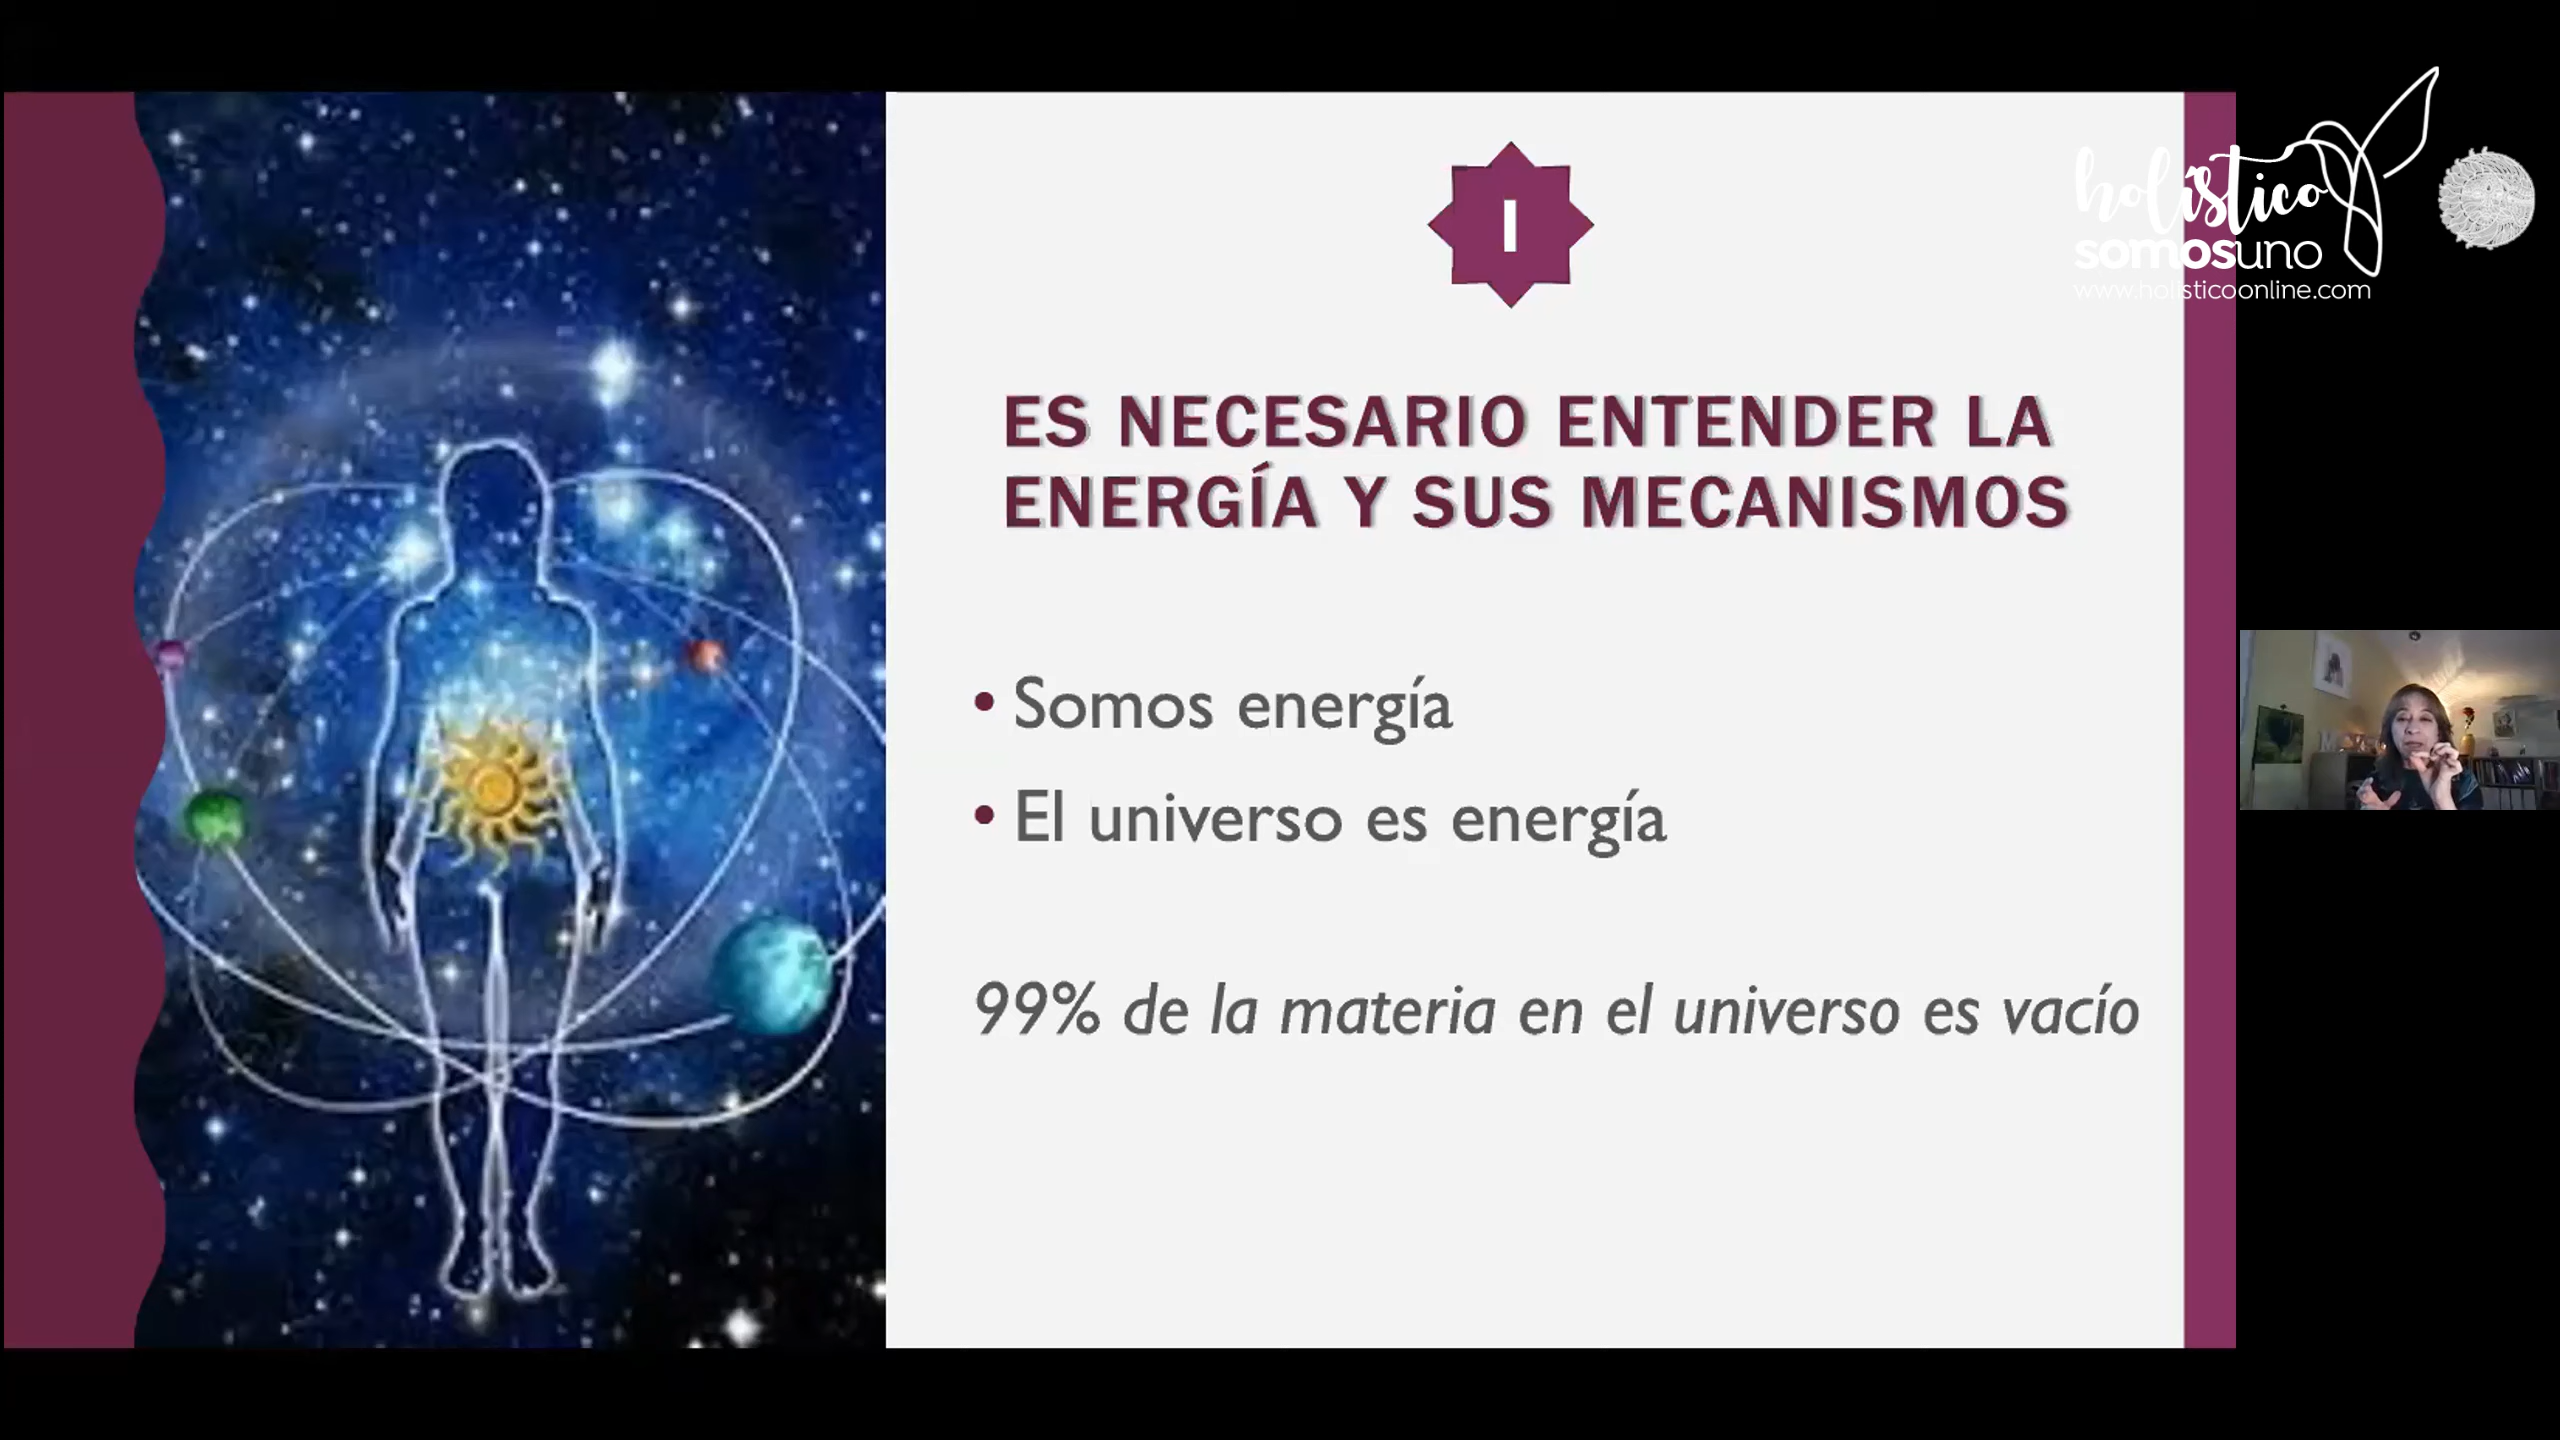 I
holístico
somosuno
www.holisticoonline.com
ES NECESARIO ENTENDER LA
ENERGÍA Y SUS MECANISMOS
• Somos energía
• El universo es energía
99% de la materia en el universo es vacío